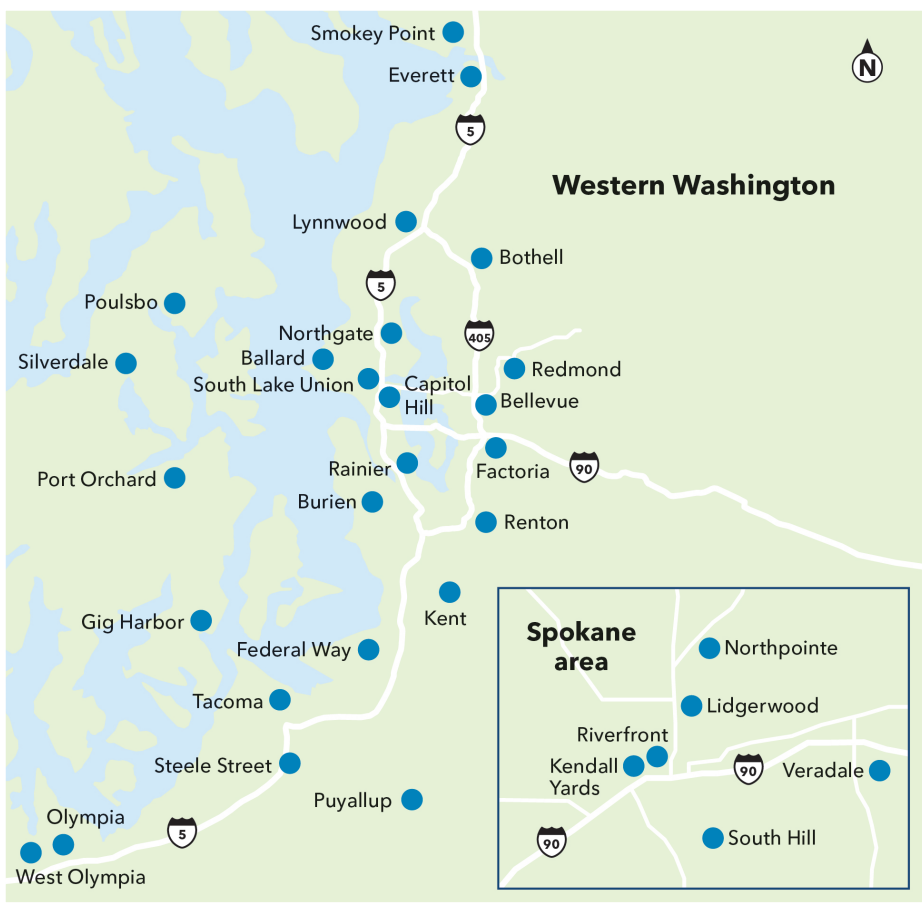 Smokey Point
N
Everett
5
Western Washington
Lynnwood
Bothell
5
Poulsbo
Northgate
405
Ballard
Silverdale
Redmond
South Lake Union
Capitol
Hill
Bellevue
Rainier
Factoria
90
Port Orchard
Burien
Renton
Kent
Gig Harbor
Federal Way
Tacoma
Steele Street
Puyallup
Olympia
5
West Olympia
Spokane
area
Northpointe
Lidgerwood
Riverfront
Kendall
Yards
90
Veradale
South Hill
90